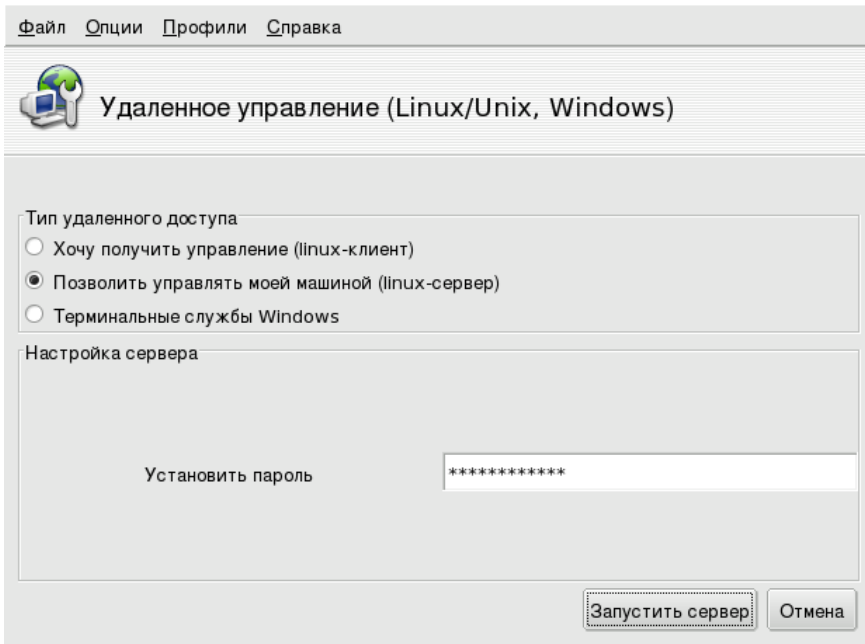 Файл Опции Профили Справка
Удаленное управление (Linux/Unix, Windows)
Тип удаленного доступа
Хочу получить управление (linux-клиент)
Позволить управлять моей машиной (linux-сервер)
Терминальные службы Windows
Настройка сервера
Установить пароль ************
Запустить сервер Отмена